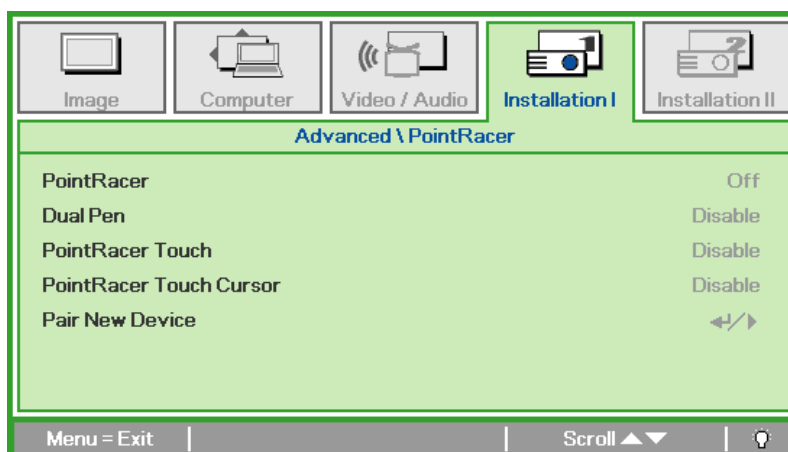 Image Computer Video / Audio Installation I Installation II
Advanced \ PointRacer
PointRacer Off
Dual Pen Disable
PointRacer Touch Disable
PointRacer Touch Cursor Disable
Pair New Device ↵/▶
Menu = Exit Scroll ▲▼